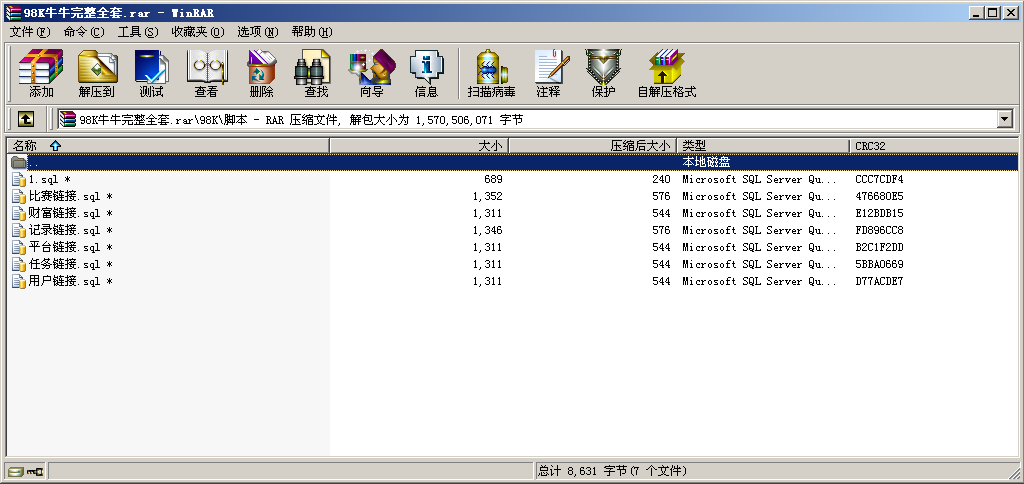 98K牛牛完整全套.rar - WinRAR
文件(F) 命令(C) 工具(S) 收藏夹(O) 选项(N) 帮助(H)
添加 解压到 测试 查看 删除 查找 向导 信息 扫描病毒 注释 保护 自解压格式
98K牛牛完整全套.rar\98K\脚本 - RAR 压缩文件, 解包大小为 1,570,506,071 字节
名称 大小 压缩后大小 类型 CRC32
.. 本地磁盘
1.sql * 689 240 Microsoft SQL Server Qu... CCC7CDF4
比赛链接.sql * 1,352 576 Microsoft SQL Server Qu... 476680E5
财富链接.sql * 1,311 544 Microsoft SQL Server Qu... E12BDB15
记录链接.sql * 1,346 576 Microsoft SQL Server Qu... FD896CC8
平台链接.sql * 1,311 544 Microsoft SQL Server Qu... B2C1F2DD
任务链接.sql * 1,311 544 Microsoft SQL Server Qu... 5BBA0669
用户链接.sql * 1,311 544 Microsoft SQL Server Qu... D77ACDE7
总计 8,631 字节(7 个文件)